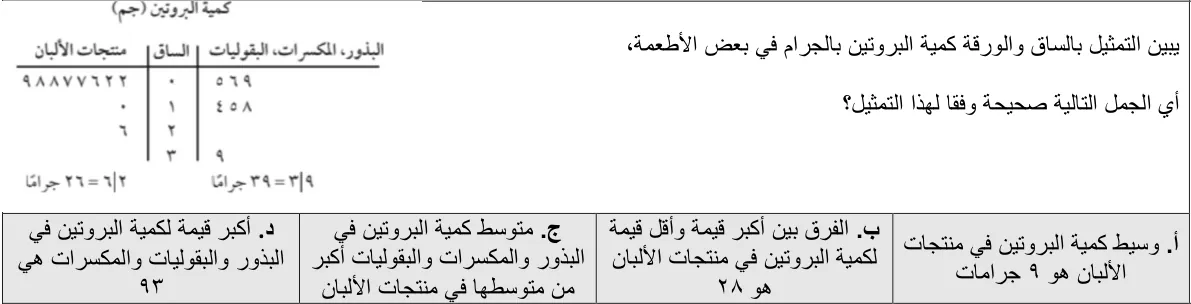 يبين التمثيل بالساق والورقة كمية البروتين بالجرام في بعض الأطعمة،
أي الجمل التالية صحيحة وفقا لهذا التمثيل؟
كمية البروتين (جم)
البذور، المكسرات، البقوليات | الساق | منتجات الألبان
٥ ٦ ٩ | ٠ | ٩ ٨ ٨ ٧ ٧ ٦ ٢ ٢
٤ ٥ ٨ | ١ | ٠
٢ | ٦
٩ | ٣
٣|٩ = ٣٩ جرامًا
٢|٦ = ٢٦ جرامًا
أ. وسيط كمية البروتين في منتجات
الألبان هو ٩ جرامات
ب. الفرق بين أكبر قيمة وأقل قيمة
لكمية البروتين في منتجات الألبان
هو ٢٨
ج. متوسط كمية البروتين في
البذور والمكسرات والبقوليات أكبر
من متوسطها في منتجات الألبان
د. أكبر قيمة لكمية البروتين في
البذور والبقوليات والمكسرات هي
٩٣